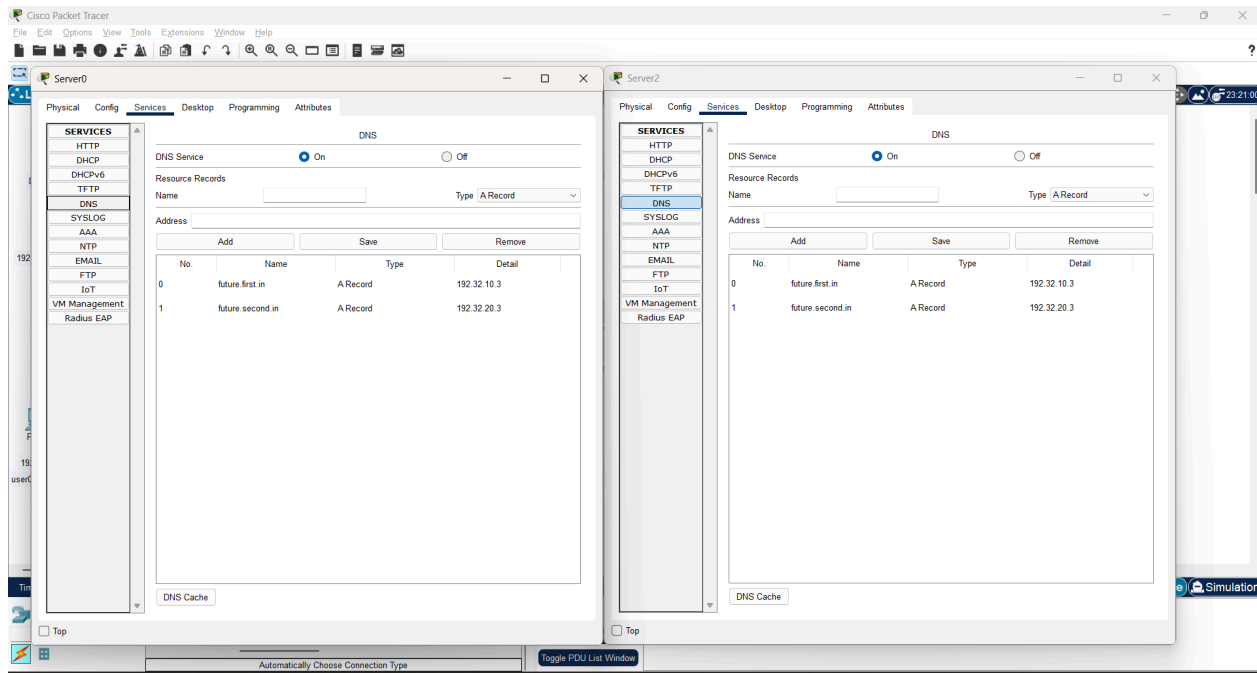 Cisco Packet Tracer
File Edit Options View Tools Extensions Window Help
?
Server0
Physical Config Services Desktop Programming Attributes
SERVICES
HTTP
DHCP
DHCPv6
TFTP
DNS
SYSLOG
AAA
NTP
EMAIL
FTP
IoT
VM Management
Radius EAP
DNS
DNS Service On Off
Resource Records
Name Type A Record
Address
Add Save Remove
No. Name Type Detail
0 future.first.in A Record 192.32.10.3
1 future.second.in A Record 192.32.20.3
DNS Cache
Top
Server2
Physical Config Services Desktop Programming Attributes
SERVICES
HTTP
DHCP
DHCPv6
TFTP
DNS
SYSLOG
AAA
NTP
EMAIL
FTP
IoT
VM Management
Radius EAP
DNS
DNS Service On Off
Resource Records
Name Type A Record
Address
Add Save Remove
No. Name Type Detail
0 future.first.in A Record 192.32.10.3
1 future.second.in A Record 192.32.20.3
DNS Cache
Top
23:21:00
192
192
user0
Tim
Simulation
Automatically Choose Connection Type
Toggle PDU List Window